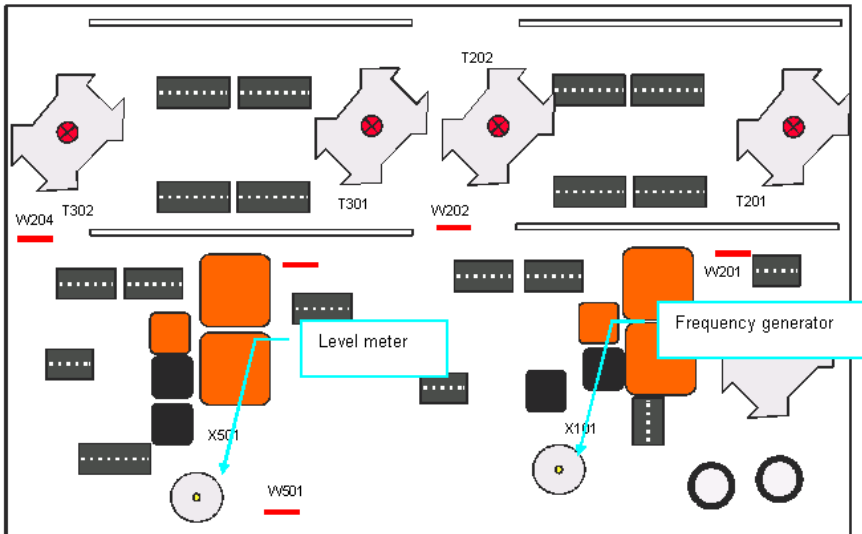 T202
T302
T301
T201
W204
W202
W201
Level meter
Frequency generator
X501
X101
W501